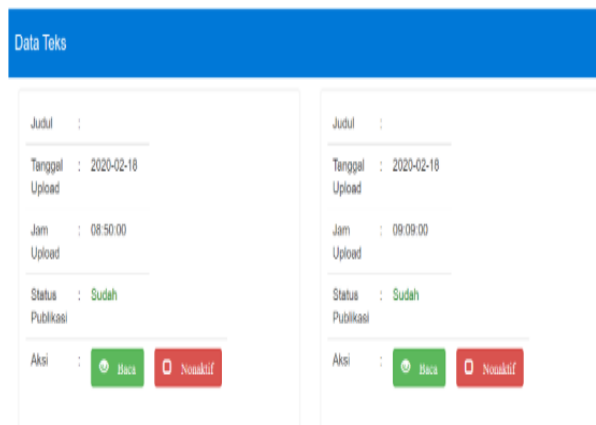 Data Teks
Judul :
Tanggal : 2020-02-18
Upload
Jam : 08:50:00
Upload
Status : Sudah
Publikasi
Aksi : Baca Nonaktif
Judul :
Tanggal : 2020-02-18
Upload
Jam : 09:09:00
Upload
Status : Sudah
Publikasi
Aksi : Baca Nonaktif